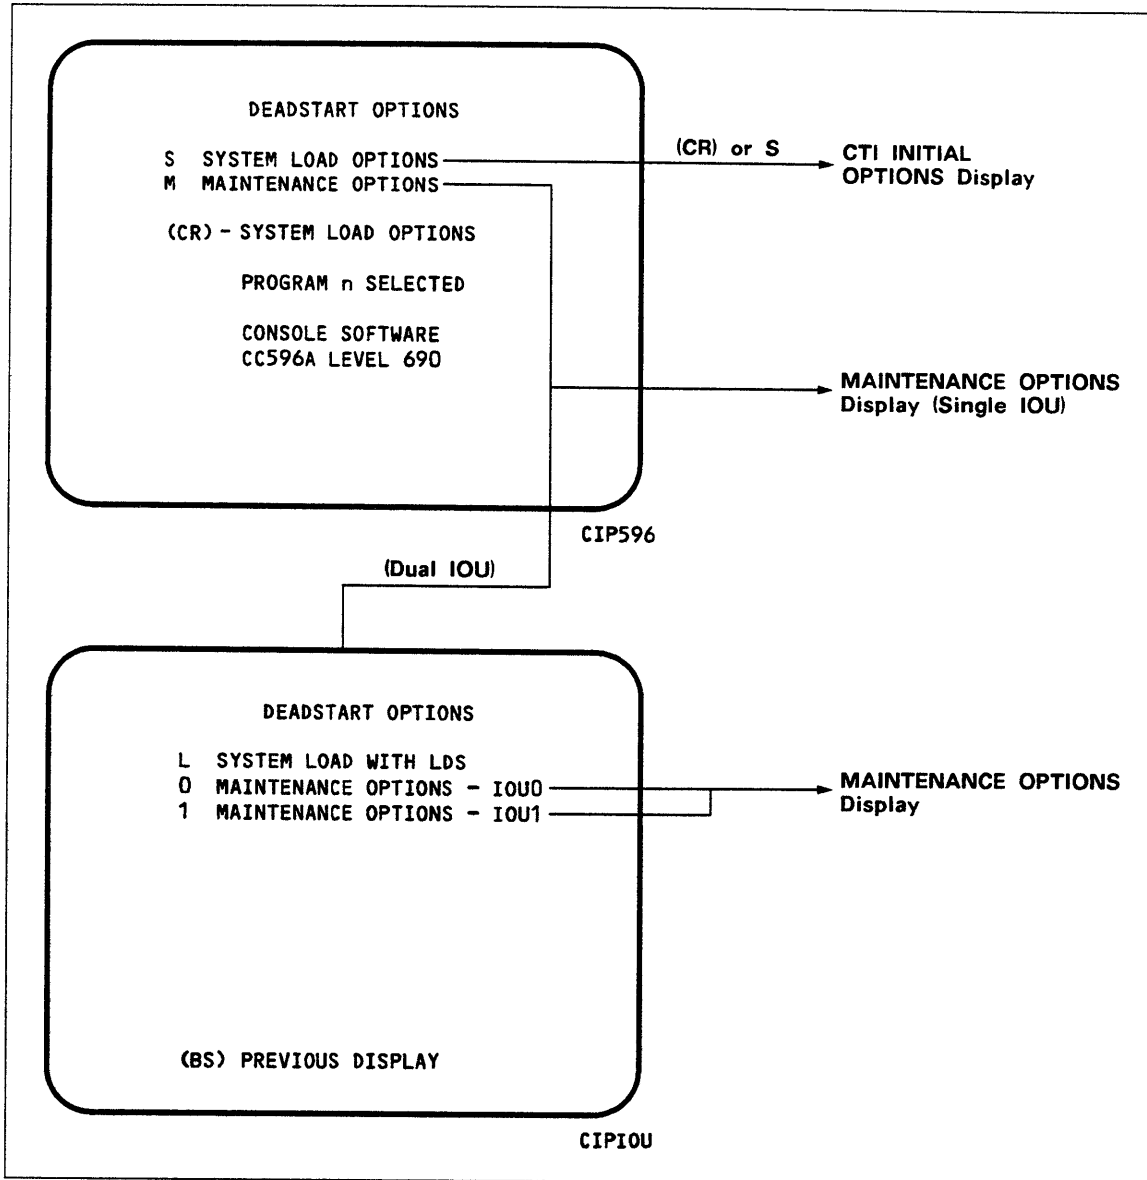 DEADSTART OPTIONS
S SYSTEM LOAD OPTIONS
M MAINTENANCE OPTIONS
(CR) - SYSTEM LOAD OPTIONS
PROGRAM n SELECTED
CONSOLE SOFTWARE
CC596A LEVEL 690
(CR) or S
CTI INITIAL
OPTIONS Display
MAINTENANCE OPTIONS
Display (Single IOU)
CIP596
(Dual IOU)
DEADSTART OPTIONS
L SYSTEM LOAD WITH LDS
0 MAINTENANCE OPTIONS - IOU0
1 MAINTENANCE OPTIONS - IOU1
MAINTENANCE OPTIONS
Display
(BS) PREVIOUS DISPLAY
CIPIOU